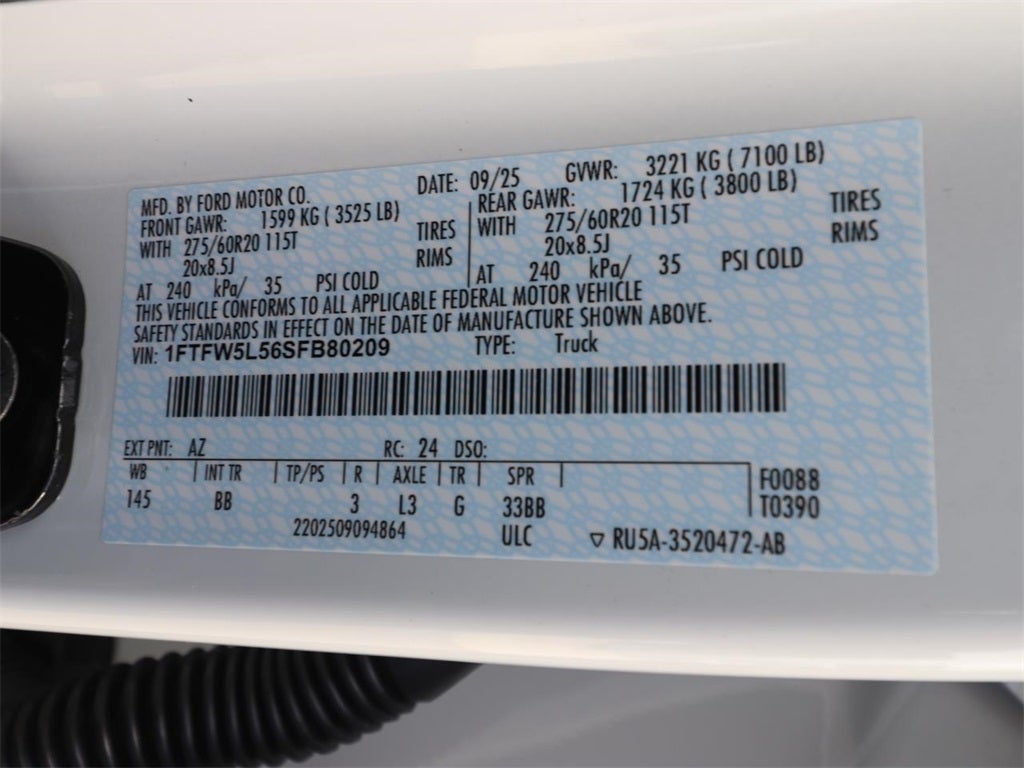 MFD. BY FORD MOTOR CO. DATE: 09/25 GVWR: 3221 KG ( 7100 LB)
FRONT GAWR: 1599 KG ( 3525 LB) REAR GAWR: 1724 KG ( 3800 LB)
WITH 275/60R20 115T TIRES WITH 275/60R20 115T TIRES
20x8.5J RIMS 20x8.5J RIMS
AT 240 kPa/ 35 PSI COLD AT 240 kPa/ 35 PSI COLD
THIS VEHICLE CONFORMS TO ALL APPLICABLE FEDERAL MOTOR VEHICLE
SAFETY STANDARDS IN EFFECT ON THE DATE OF MANUFACTURE SHOWN ABOVE.
VIN: 1FTFW5L56SFB80209 TYPE: Truck
EXT PNT: AZ RC: 24 DSO:
WB INT TR TP/PS R AXLE TR SPR F0088
145 BB 3 L3 G 33BB T0390
2202509094864 ULC ▽ RU5A-3520472-AB